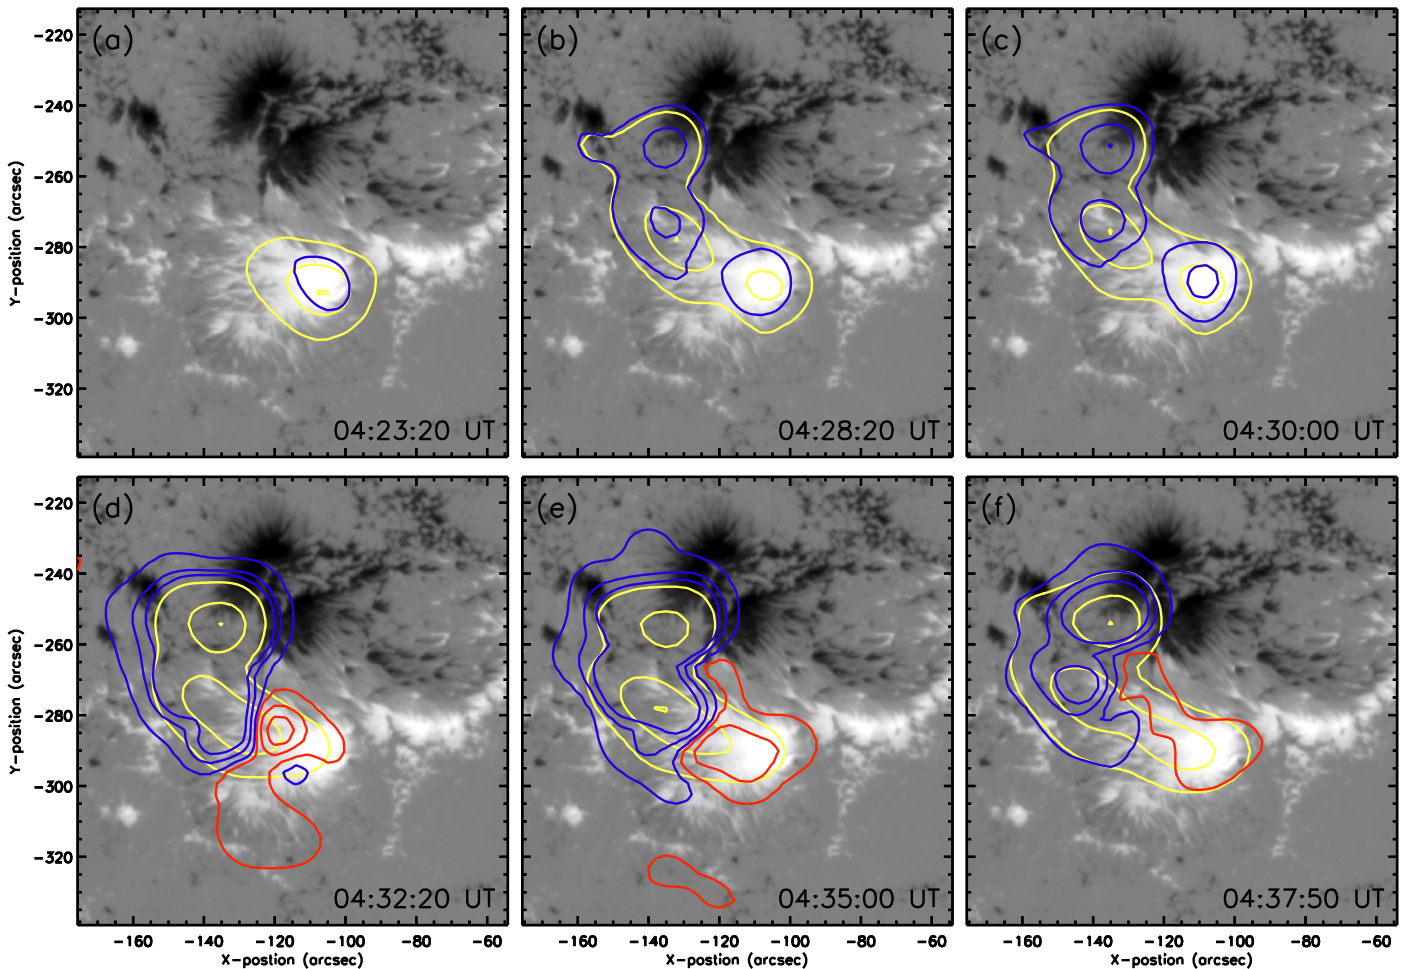 (a)
(b)
(c)
-220
-240
-260
-280
-300
-320
Y-position (arcsec)
04:23:20 UT
04:28:20 UT
04:30:00 UT
(d)
(e)
(f)
-220
-240
-260
-280
-300
-320
Y-position (arcsec)
04:32:20 UT
04:35:00 UT
04:37:50 UT
-160 -140 -120 -100 -80 -60
-160 -140 -120 -100 -80 -60
-160 -140 -120 -100 -80 -60
X-postion (arcsec)
X-postion (arcsec)
X-postion (arcsec)